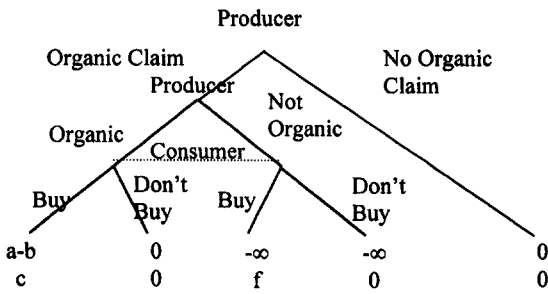 Producer
Organic Claim
No Organic
Claim
Producer
Not
Organic
Organic
Consumer
Buy
Don't
Buy
Buy
Don't
Buy
a-b 0 -∞ -∞ 0
c 0 f 0 0